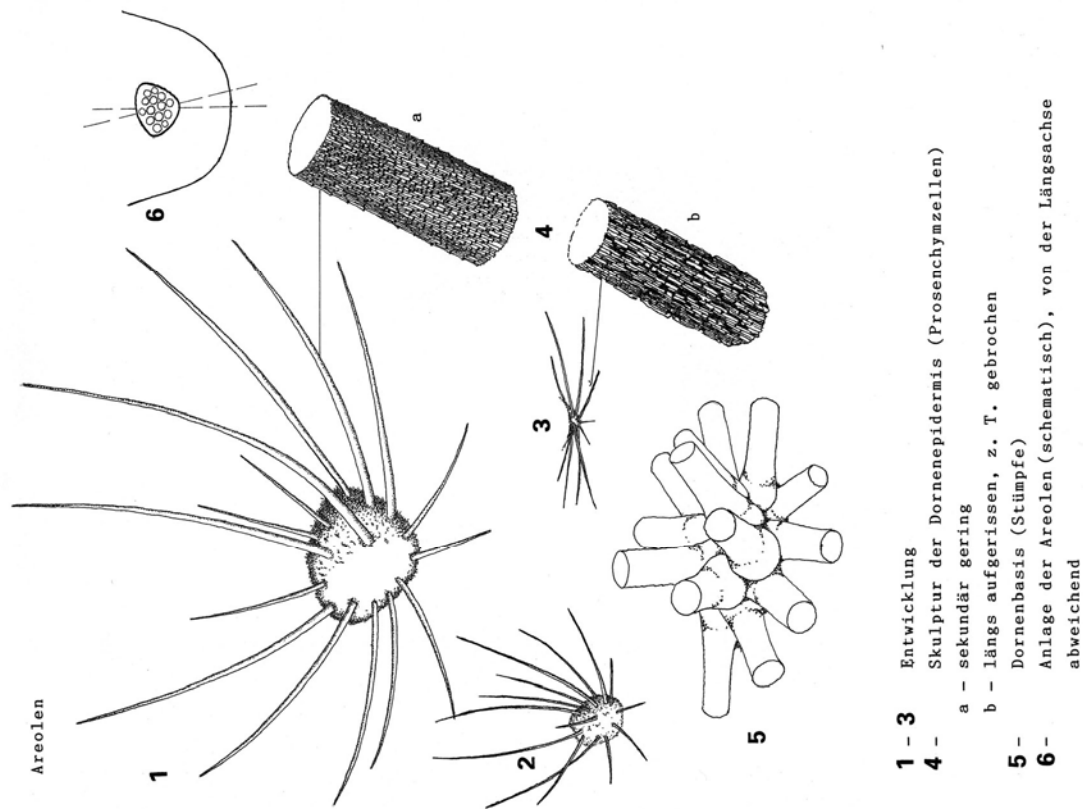 Areolen
1
2
3
4
5
6
a
b
1 - 3 Entwicklung
4 - Skulptur der Dornenepidermis (Prosenchymzellen)
a - sekundär gering
b - längs aufgerissen, z. T. gebrochen
5 - Dornenbasis (Stümpfe)
6 - Anlage der Areolen (schematisch), von der Längsachse
abweichend